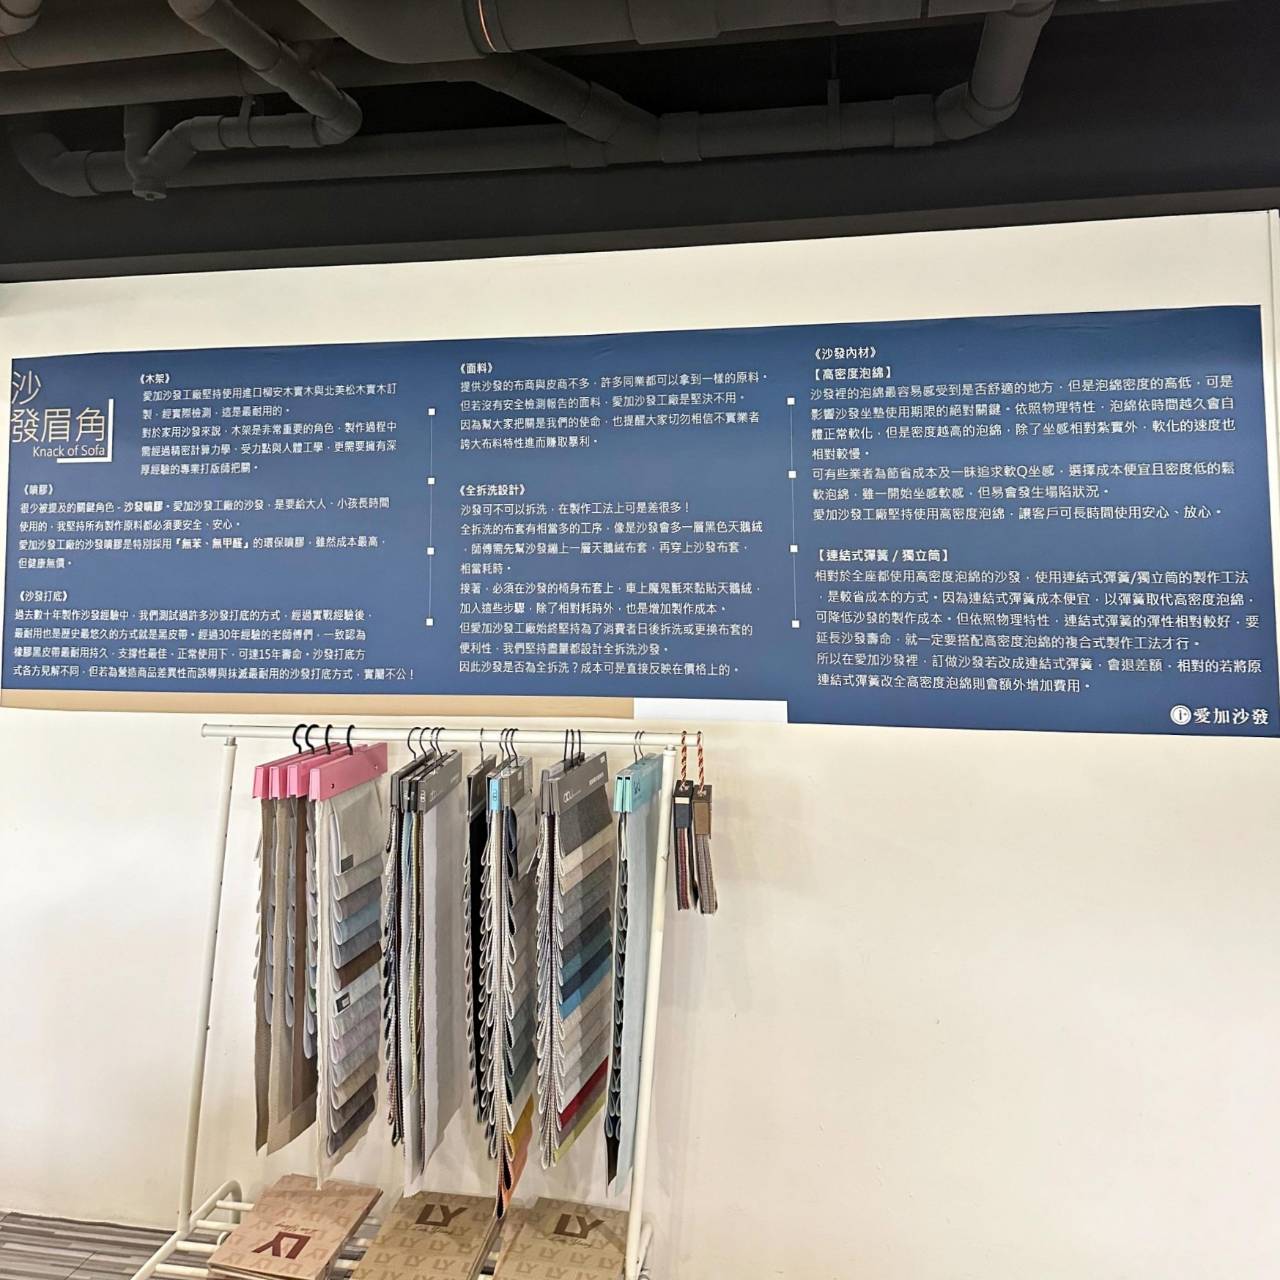 沙
發眉角
Knack of Sofa
《木架》
愛加沙發工廠堅持使用進口柳安木實木與北美松木實木訂
製，經實際檢測，這是最耐用的。
對於家用沙發來說，木架是非常重要的角色，製作過程中
需經過精密計算力學，受力點與人體工學，更需要擁有深
厚經驗的專業打版師把關。
《噴膠》
很少被提及的關鍵角色-沙發噴膠。愛加沙發工廠的沙發，是要給大人、小孩長時間
使用的，我堅持所有製作原料都必須要安全、安心。
愛加沙發工廠的沙發噴膠是特別採用『無苯、無甲醛』的環保噴膠，雖然成本最高，
但健康無價。
《沙發打底》
過去數十年製作沙發經驗中，我們測試過許多沙發打底的方式，經過實戰經驗後，
最耐用也是歷史最悠久的方式就是黑皮帶。經過30年經驗的老師傅們，一致認為
橡膠黑皮帶最耐用持久、支撐性最佳，正常使用下，可達15年壽命。沙發打底方
式各方見解不同，但若為營造商品差異性而誤導與抹滅最耐用的沙發打底方式，實屬不公！
《面料》
提供沙發的布商與皮商不多，許多同業都可以拿到一樣的原料。
但若沒有安全檢測報告的面料，愛加沙發工廠是堅決不用。
因為幫大家把關是我們的使命，也提醒大家切勿相信不實業者
誇大布料特性進而賺取暴利。
《全拆洗設計》
沙發可不可以拆洗，在製作工法上可是差很多！
全拆洗的布套有相當多的工序，像是沙發會多一層黑色天鵝絨
，師傅需先幫沙發繃上一層天鵝絨布套，再穿上沙發布套，
相當耗時。
接著，必須在沙發的椅身布套上，車上魔鬼氈來黏貼天鵝絨，
加入這些步驟，除了相對耗時外，也是增加製作成本。
但愛加沙發工廠始終堅持為了消費者日後拆洗或更換布套的
便利性，我們堅持盡量都設計全拆洗沙發。
因此沙發是否為全拆洗？成本可是直接反映在價格上的。
《沙發內材》
【高密度泡綿】
沙發裡的泡綿最容易感受到是否舒適的地方，但是泡綿密度的高低，可是
影響沙發坐墊使用期限的絕對關鍵。依照物理特性，泡綿依時間越久會自
體正常軟化，但是密度越高的泡綿，除了坐感相對紮實外，軟化的速度也
相對較慢。
可有些業者為節省成本及一昧追求軟Q坐感，選擇成本便宜且密度低的鬆
軟泡綿，雖一開始坐感軟感，但易會發生塌陷狀況。
愛加沙發工廠堅持使用高密度泡綿，讓客戶可長時間使用安心、放心。
【連結式彈簧/獨立筒】
相對於全座都使用高密度泡綿的沙發，使用連結式彈簧/獨立筒的製作工法
，是較省成本的方式。因為連結式彈簧成本便宜，以彈簧取代高密度泡綿，
可降低沙發的製作成本。但依照物理特性，連結式彈簧的彈性相對較好，要
延長沙發壽命，就一定要搭配高密度泡綿的複合式製作工法才行。
所以在愛加沙發裡，訂做沙發若改成連結式彈簧，會退差額，相對的若將原
連結式彈簧改全高密度泡綿則會額外增加費用。
愛加沙發
LY
LY
LY